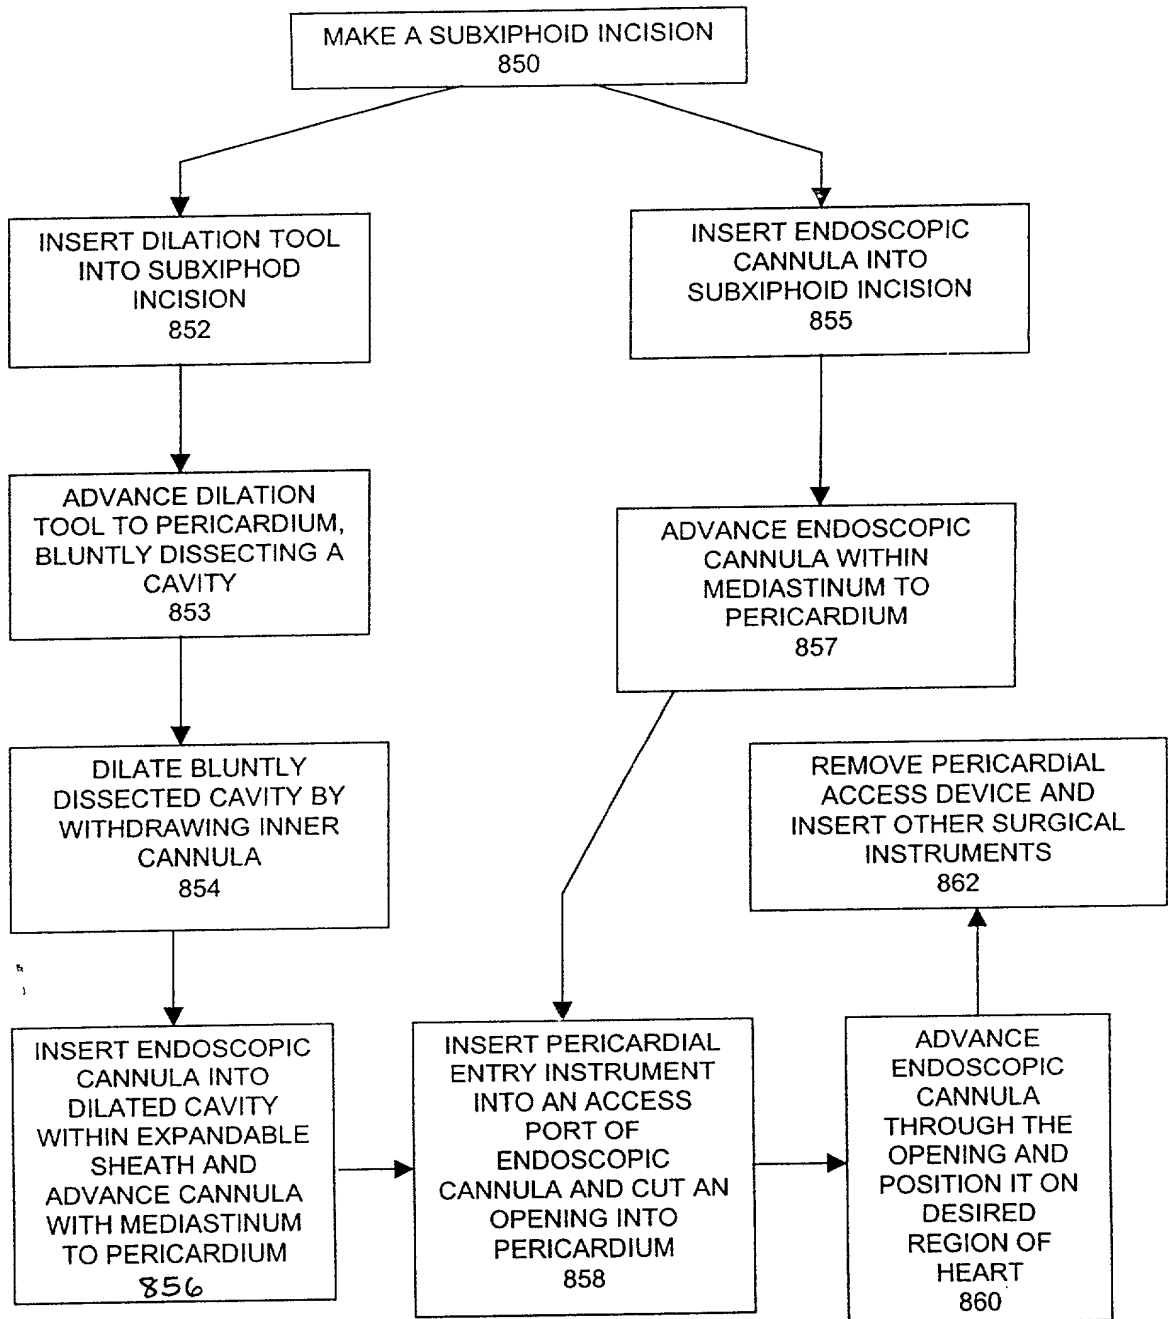 MAKE A SUBXIPHOID INCISION
850
INSERT DILATION TOOL
INTO SUBXIPHOD
INCISION
852
INSERT ENDOSCOPIC
CANNULA INTO
SUBXIPHOID INCISION
855
ADVANCE DILATION
TOOL TO PERICARDIUM,
BLUNTLY DISSECTING A
CAVITY
853
ADVANCE ENDOSCOPIC
CANNULA WITHIN
MEDIASTINUM TO
PERICARDIUM
857
DILATE BLUNTLY
DISSECTED CAVITY BY
WITHDRAWING INNER
CANNULA
854
REMOVE PERICARDIAL
ACCESS DEVICE AND
INSERT OTHER SURGICAL
INSTRUMENTS
862
INSERT ENDOSCOPIC
CANNULA INTO
DILATED CAVITY
WITHIN EXPANDABLE
SHEATH AND
ADVANCE CANNULA
WITH MEDIASTINUM
TO PERICARDIUM
856
INSERT PERICARDIAL
ENTRY INSTRUMENT
INTO AN ACCESS
PORT OF
ENDOSCOPIC
CANNULA AND CUT AN
OPENING INTO
PERICARDIUM
858
ADVANCE
ENDOSCOPIC
CANNULA
THROUGH THE
OPENING AND
POSITION IT ON
DESIRED
REGION OF
HEART
860